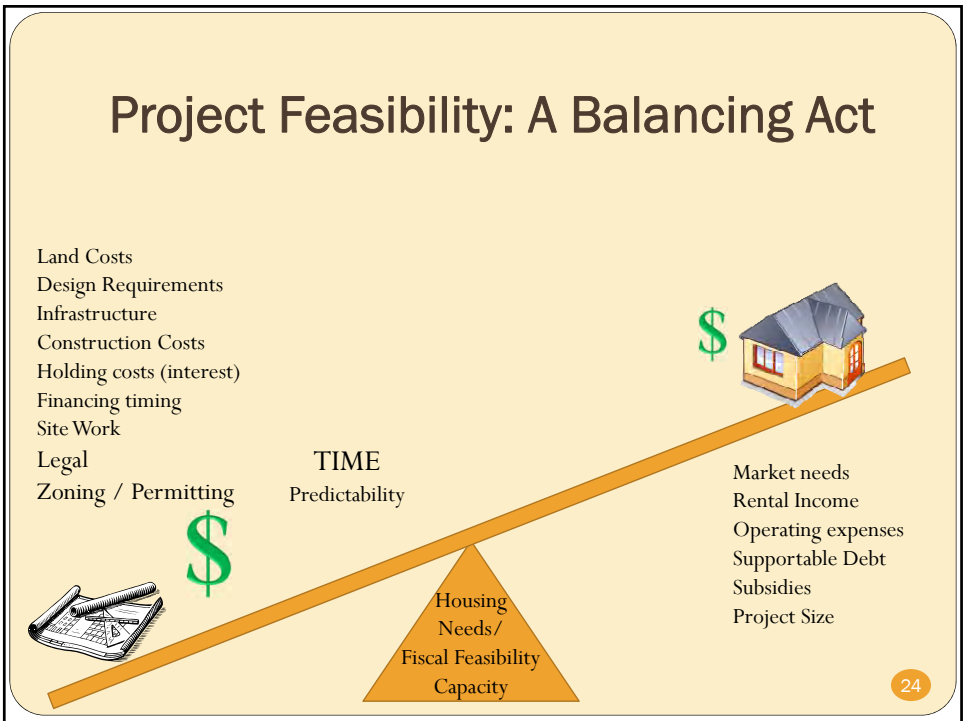 Project Feasibility: A Balancing Act
Land Costs
Design Requirements
Infrastructure
Construction Costs
Holding costs (interest)
Financing timing
Site Work
Legal
Zoning / Permitting
TIME
Predictability
$
$
Market needs
Rental Income
Operating expenses
Supportable Debt
Subsidies
Project Size
Housing
Needs/
Fiscal Feasibility
Capacity
24